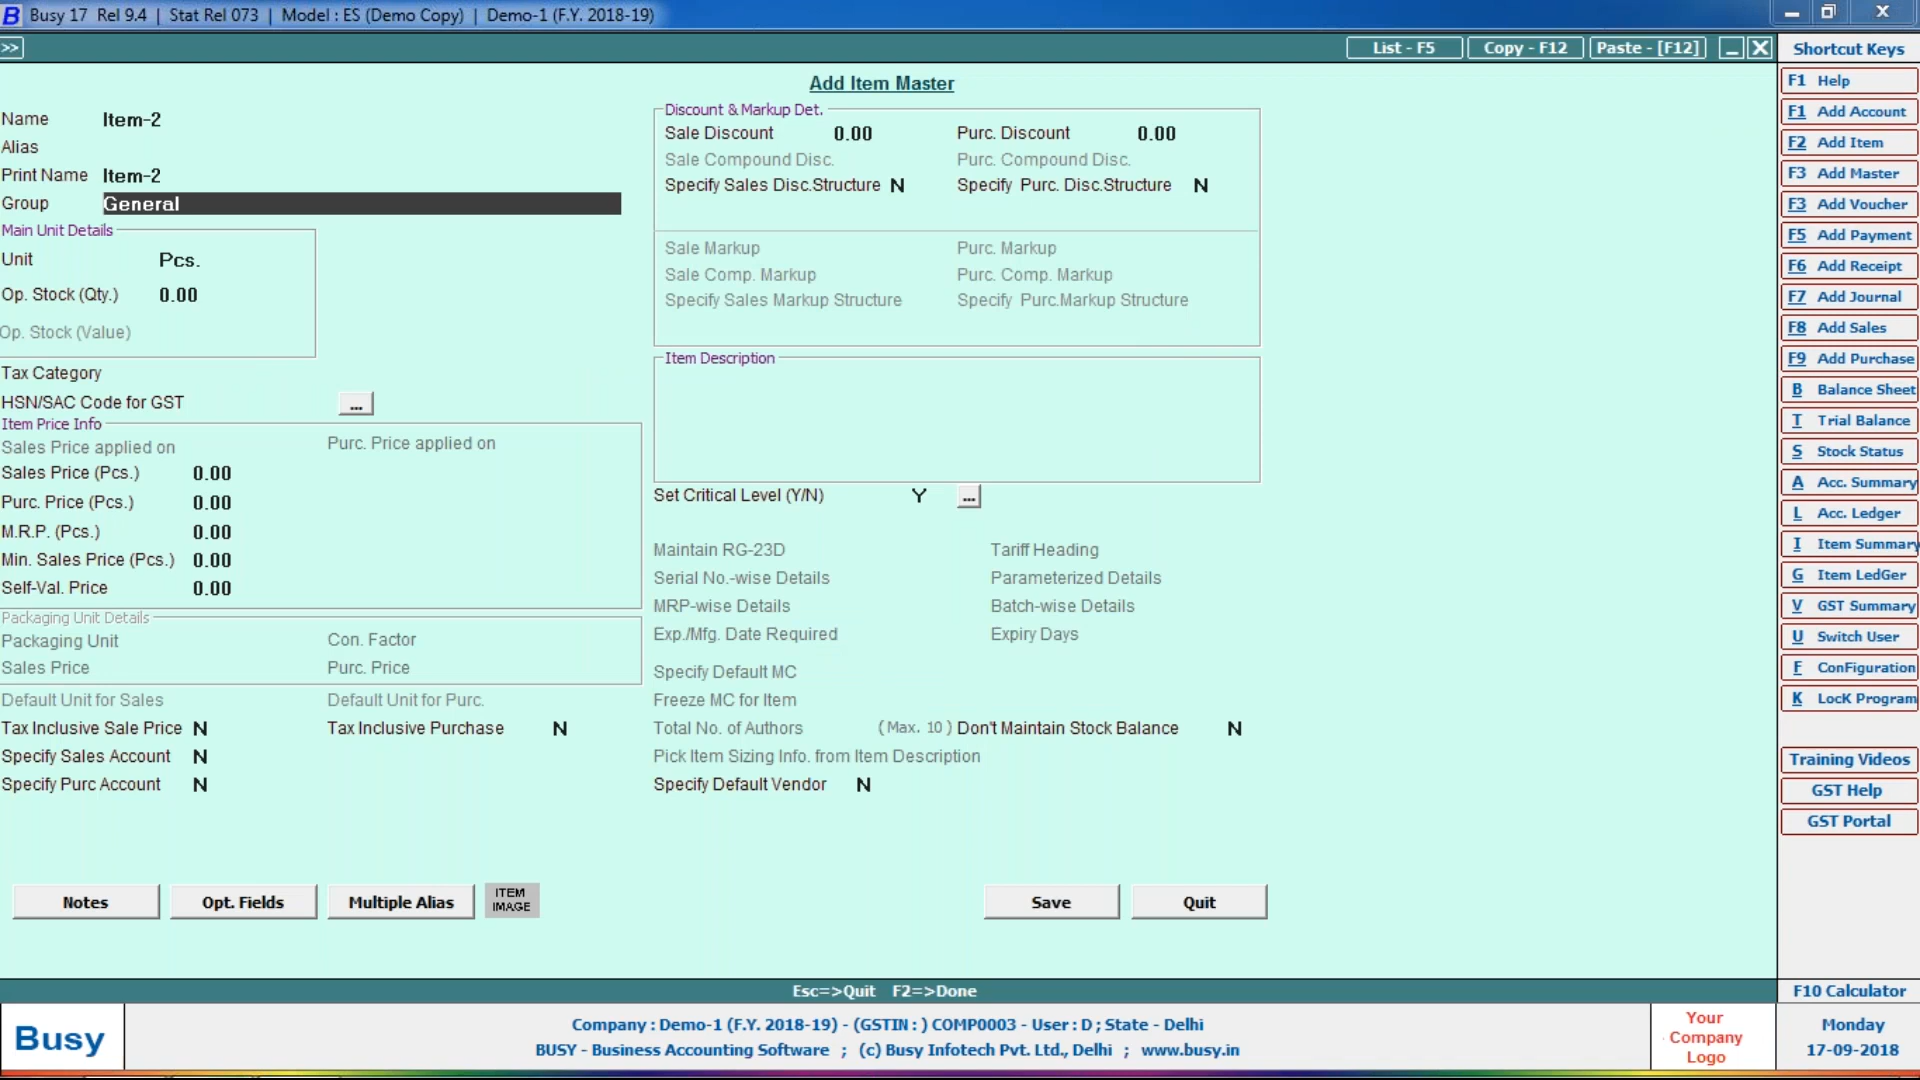 B Busy 17 Rel 9.4 | Stat Rel 073 | Model : ES (Demo Copy) | Demo-1 (F.Y. 2018-19)
>> List - F5 Copy - F12 Paste - [F12]
Add Item Master
Name Item-2
Alias
Print Name Item-2
Group General
Main Unit Details
Unit Pcs.
Op. Stock (Qty.) 0.00
Op. Stock (Value)
Tax Category
HSN/SAC Code for GST ...
Item Price Info
Sales Price applied on Purc. Price applied on
Sales Price (Pcs.) 0.00
Purc. Price (Pcs.) 0.00
M.R.P. (Pcs.) 0.00
Min. Sales Price (Pcs.) 0.00
Self-Val. Price 0.00
Packaging Unit Details
Packaging Unit Con. Factor
Sales Price Purc. Price
Default Unit for Sales Default Unit for Purc.
Tax Inclusive Sale Price N Tax Inclusive Purchase N
Specify Sales Account N
Specify Purc Account N
Discount & Markup Det.
Sale Discount 0.00 Purc. Discount 0.00
Sale Compound Disc. Purc. Compound Disc.
Specify Sales Disc.Structure N Specify Purc. Disc.Structure N
Sale Markup Purc. Markup
Sale Comp. Markup Purc. Comp. Markup
Specify Sales Markup Structure Specify Purc.Markup Structure
Item Description
Set Critical Level (Y/N) Y ...
Maintain RG-23D Tariff Heading
Serial No.-wise Details Parameterized Details
MRP-wise Details Batch-wise Details
Exp./Mfg. Date Required Expiry Days
Specify Default MC
Freeze MC for Item
Total No. of Authors (Max. 10) Don't Maintain Stock Balance N
Pick Item Sizing Info. from Item Description
Specify Default Vendor N
Notes Opt. Fields Multiple Alias ITEM IMAGE Save Quit
Esc=>Quit F2=>Done
Shortcut Keys
F1 Help
F1 Add Account
F2 Add Item
F3 Add Master
F3 Add Voucher
F5 Add Payment
F6 Add Receipt
F7 Add Journal
F8 Add Sales
F9 Add Purchase
B Balance Sheet
T Trial Balance
S Stock Status
A Acc. Summary
L Acc. Ledger
I Item Summary
G Item LedGer
V GST Summary
U Switch User
F ConFiguration
K LocK Program
Training Videos
GST Help
GST Portal
F10 Calculator
Busy
Company : Demo-1 (F.Y. 2018-19) - (GSTIN : ) COMP0003 - User : D ; State - Delhi
BUSY - Business Accounting Software ; (c) Busy Infotech Pvt. Ltd., Delhi ; www.busy.in
Your
Company
Logo
Monday
17-09-2018